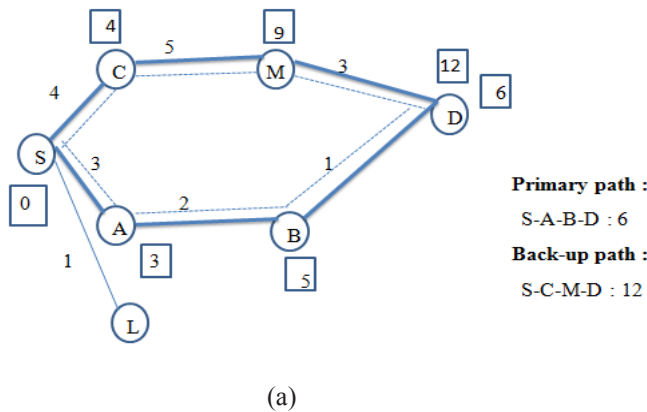 4
5
9
C
M
3
12
6
4
D
S
3
1
2
0
A
B
1
3
5
L
Primary path :
S-A-B-D : 6
Back-up path :
S-C-M-D : 12
(a)